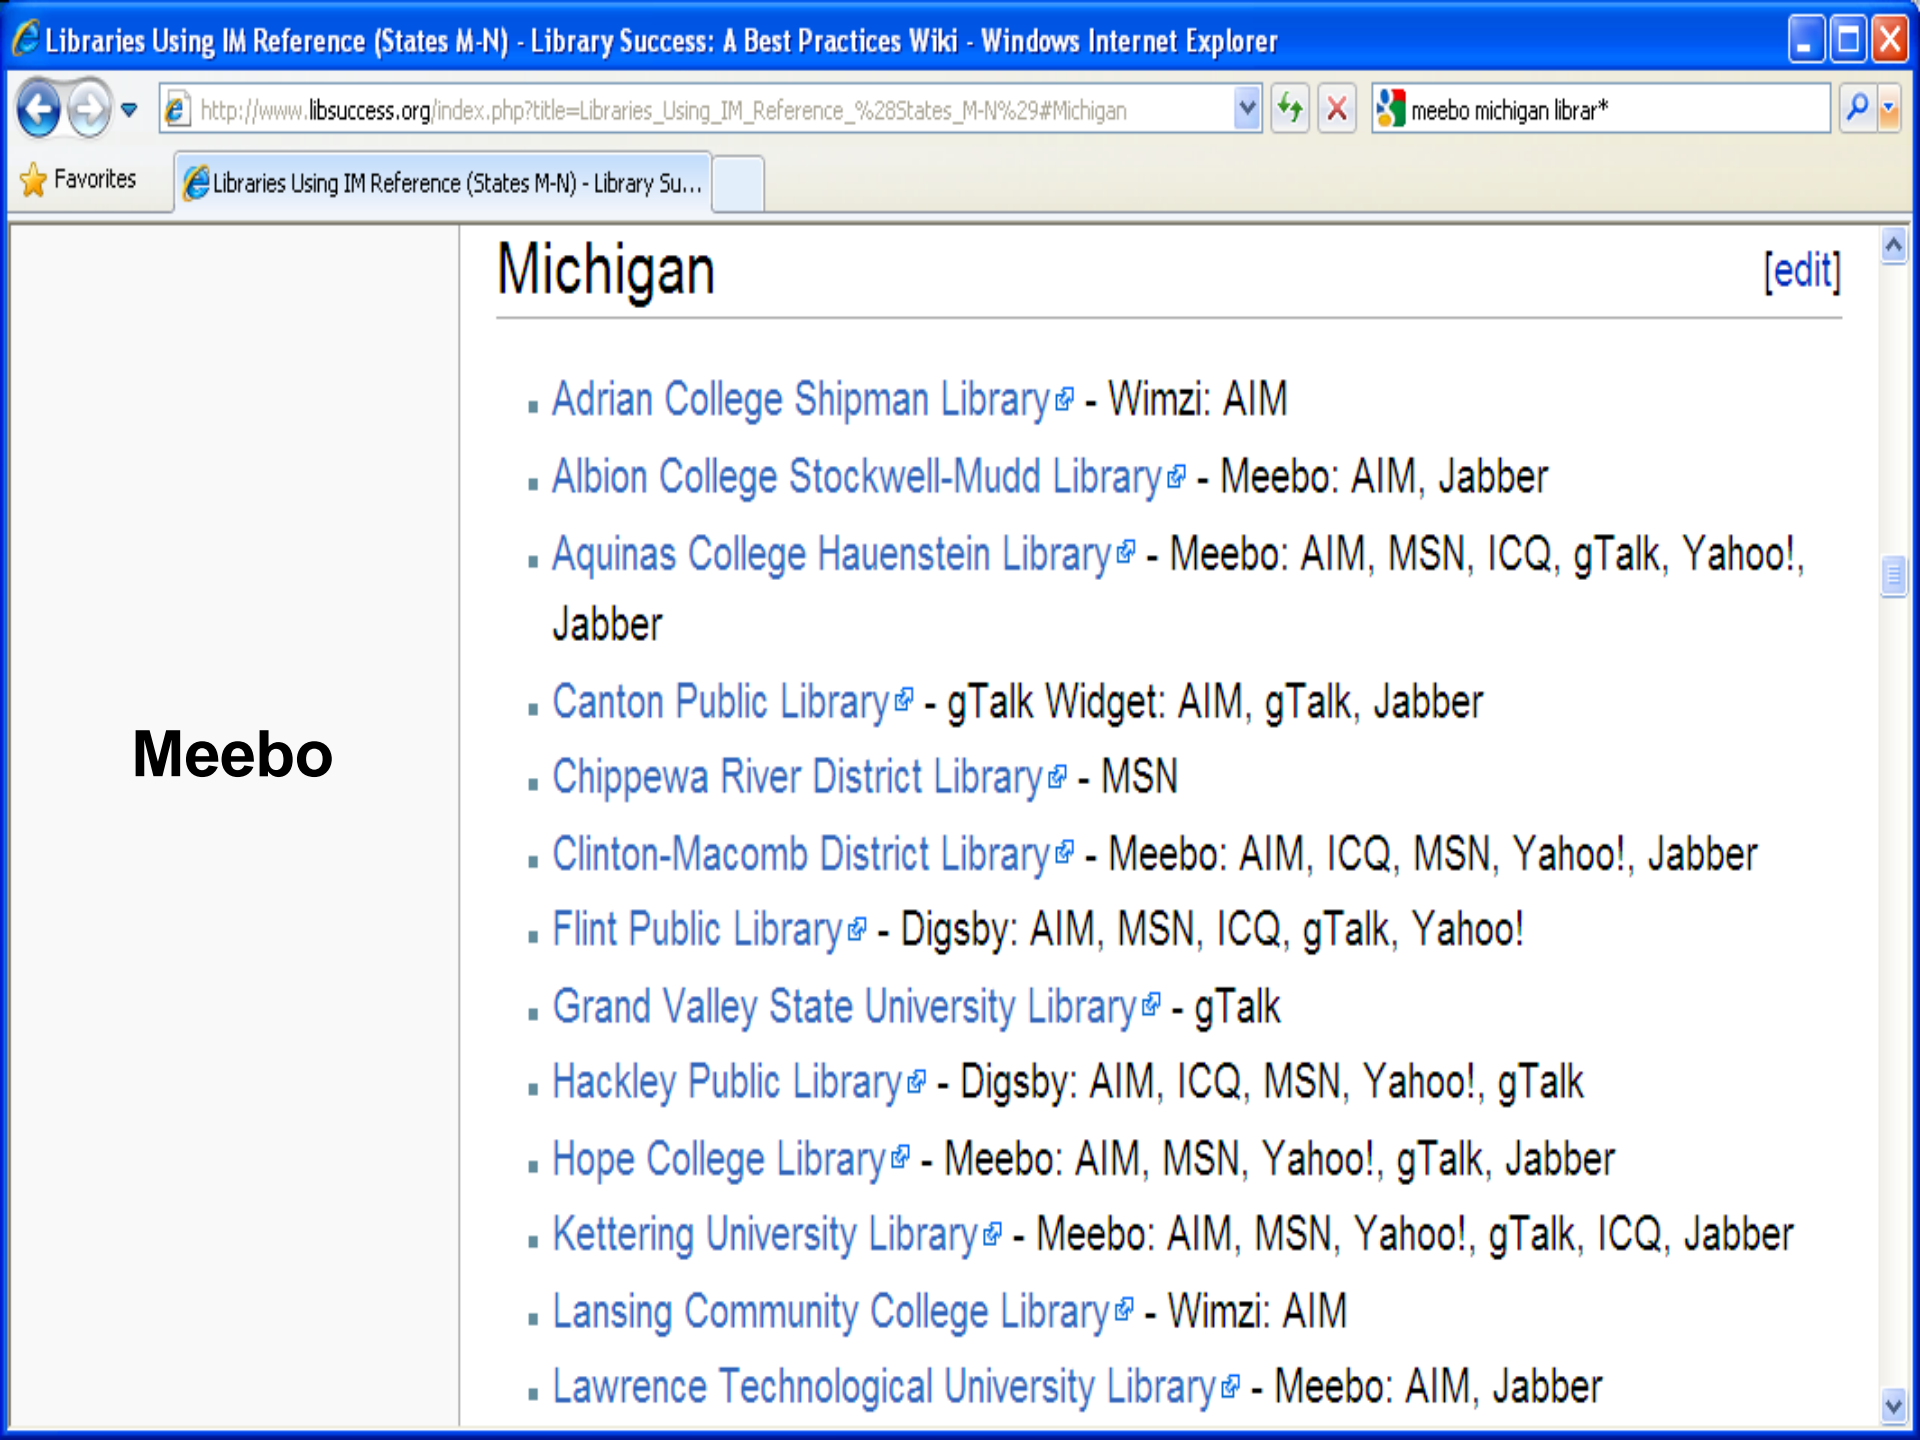 Libraries Using IM Reference (States M-N) - Library Success: A Best Practices Wiki - Windows Internet Explorer
http://www.libsuccess.org/index.php?title=Libraries_Using_IM_Reference_%28States_M-N%29#Michigan
meebo michigan librar*
Favorites
Libraries Using IM Reference (States M-N) - Library Su...
Michigan
[edit]
Adrian College Shipman Library - Wimzi: AIM
Albion College Stockwell-Mudd Library - Meebo: AIM, Jabber
Aquinas College Hauenstein Library - Meebo: AIM, MSN, ICQ, gTalk, Yahoo!,
Jabber
Canton Public Library - gTalk Widget: AIM, gTalk, Jabber
Meebo
Chippewa River District Library - MSN
Clinton-Macomb District Library - Meebo: AIM, ICQ, MSN, Yahoo!, Jabber
Flint Public Library - Digsby: AIM, MSN, ICQ, gTalk, Yahoo!
Grand Valley State University Library - gTalk
Hackley Public Library - Digsby: AIM, ICQ, MSN, Yahoo!, gTalk
Hope College Library - Meebo: AIM, MSN, Yahoo!, gTalk, Jabber
Kettering University Library - Meebo: AIM, MSN, Yahoo!, gTalk, ICQ, Jabber
Lansing Community College Library - Wimzi: AIM
Lawrence Technological University Library - Meebo: AIM, Jabber